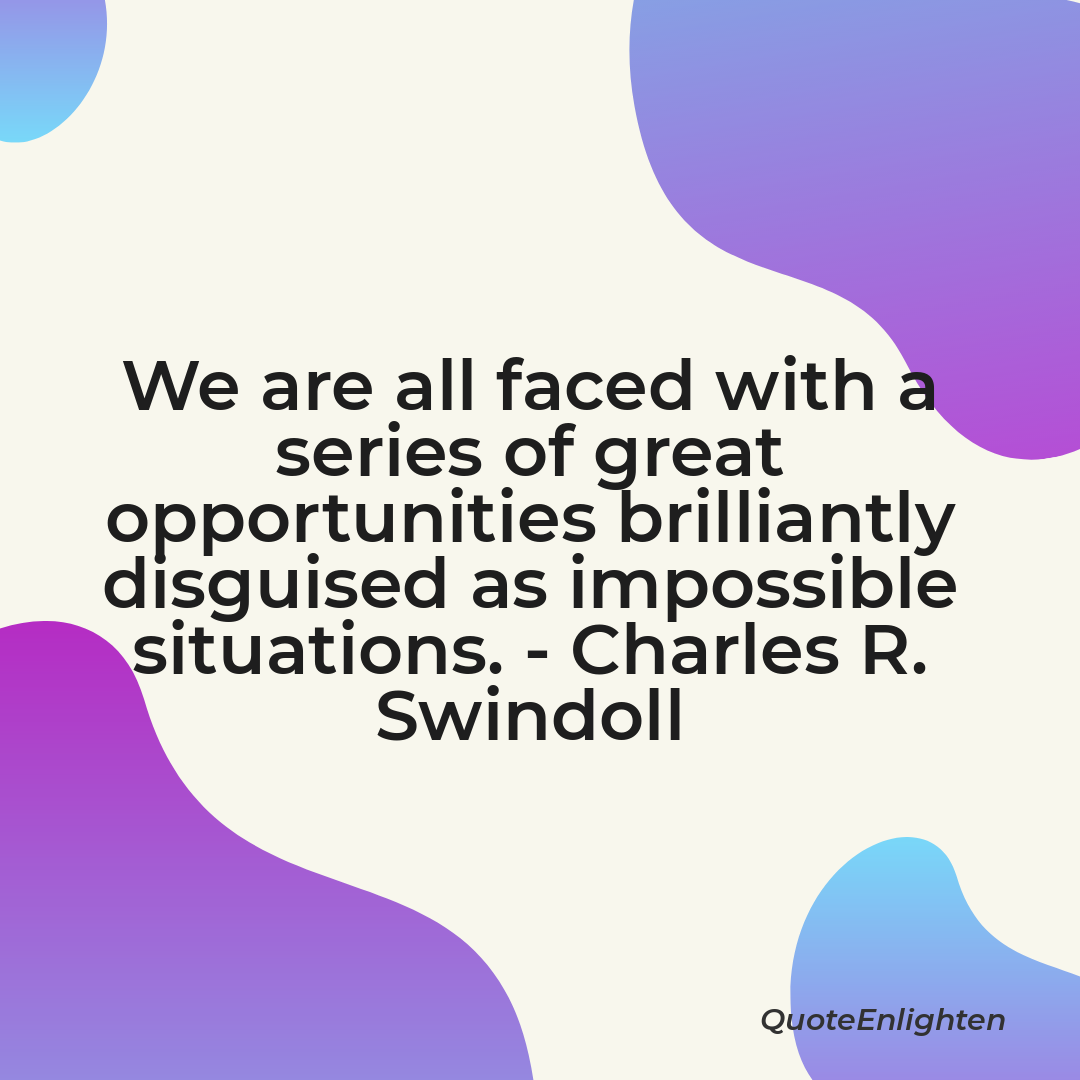 We are all faced with a
series of great
opportunities brilliantly
disguised as impossible
situations. - Charles R.
Swindoll
QuoteEnlighten